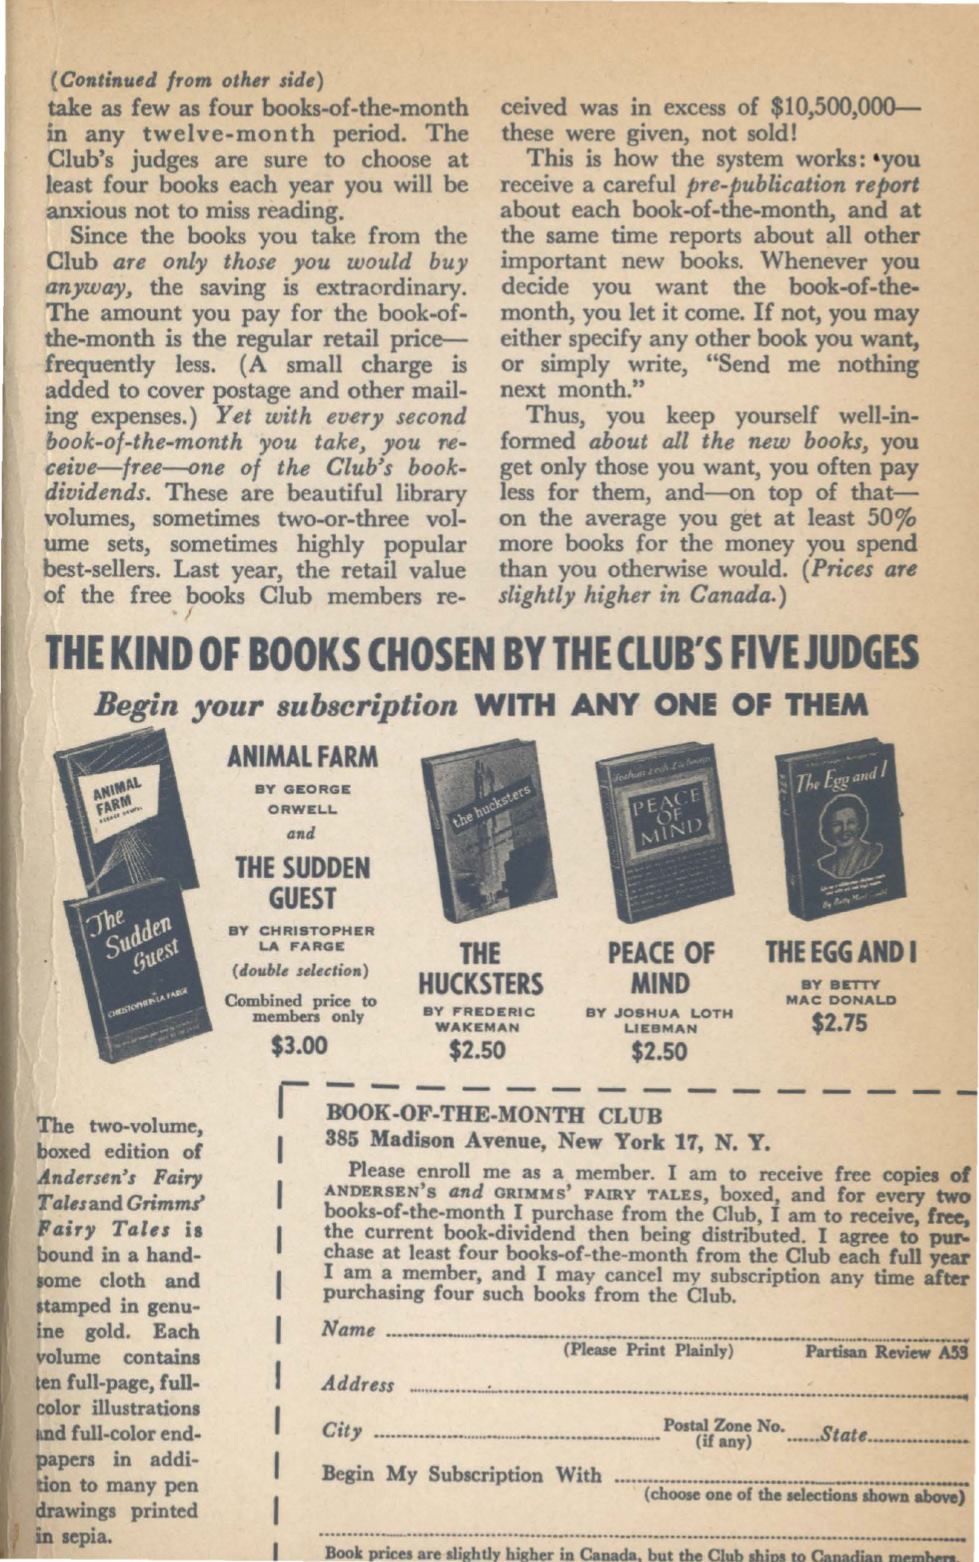 (Continued from other side)
take as few as four books-of-the-month
in any twelve-month period. The
Club's judges are sure to choose at
least four books each year you will be
anxious not to miss reading.
Since the books you take from the
Club are only those you would buy
anyway, the saving is extraordinary.
The amount you pay for the book-of-
the-month is the regular retail price—
frequently less. (A small charge is
added to cover postage and other mail-
ing expenses.) Yet with every second
book-of-the-month you take, you re-
ceive—free—one of the Club's book-
dividends. These are beautiful library
volumes, sometimes two-or-three vol-
ume sets, sometimes highly popular
best-sellers. Last year, the retail value
of the free books Club members re-
ceived was in excess of $10,500,000—
these were given, not sold!
This is how the system works: you
receive a careful pre-publication report
about each book-of-the-month, and at
the same time reports about all other
important new books. Whenever you
decide you want the book-of-the-
month, you let it come. If not, you may
either specify any other book you want,
or simply write, "Send me nothing
next month."
Thus, you keep yourself well-in-
formed about all the new books, you
get only those you want, you often pay
less for them, and—on top of that—
on the average you get at least 50%
more books for the money you spend
than you otherwise would. (Prices are
slightly higher in Canada.)
THE KIND OF BOOKS CHOSEN BY THE CLUB'S FIVE JUDGES
Begin your subscription WITH ANY ONE OF THEM
ANIMAL
FARM
The
Sudden
Guest
CHRISTOPHER LA FARGE
ANIMAL FARM
BY GEORGE
ORWELL
and
THE SUDDEN
GUEST
BY CHRISTOPHER
LA FARGE
(double selection)
Combined price to
members only
$3.00
the hucksters
THE
HUCKSTERS
BY FREDERIC
WAKEMAN
$2.50
Joshua Loth Liebman
PEACE
OF
MIND
PEACE OF
MIND
BY JOSHUA LOTH
LIEBMAN
$2.50
The Egg and I
By Betty MacDonald
THE EGG AND I
BY BETTY
MAC DONALD
$2.75
The two-volume,
boxed edition of
Andersen's Fairy
Tales and Grimms'
Fairy Tales is
bound in a hand-
some cloth and
stamped in genu-
ine gold. Each
volume contains
ten full-page, full-
color illustrations
and full-color end-
papers in addi-
tion to many pen
drawings printed
in sepia.
BOOK-OF-THE-MONTH CLUB
385 Madison Avenue, New York 17, N. Y.
Please enroll me as a member. I am to receive free copies of
ANDERSEN'S and GRIMMS' FAIRY TALES, boxed, and for every two
books-of-the-month I purchase from the Club, I am to receive, free,
the current book-dividend then being distributed. I agree to pur-
chase at least four books-of-the-month from the Club each full year
I am a member, and I may cancel my subscription any time after
purchasing four such books from the Club.
Name
(Please Print Plainly) Partisan Review A53
Address
City Postal Zone No. (if any) State
Begin My Subscription With
(choose one of the selections shown above)
Book prices are slightly higher in Canada, but the Club ships to Canadian members